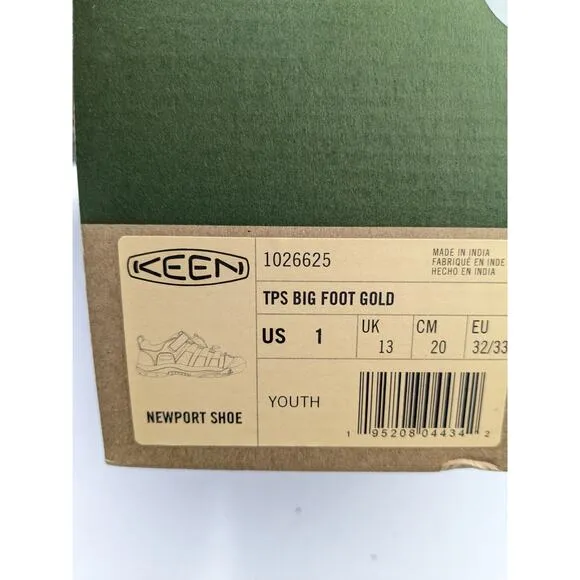 KEEN
1026625
MADE IN INDIA
FABRIQUÉ EN INDE
HECHO EN INDIA
TPS BIG FOOT GOLD
US 1
UK 13
CM 20
EU 32/33
NEWPORT SHOE
YOUTH
1 95208 04434 2